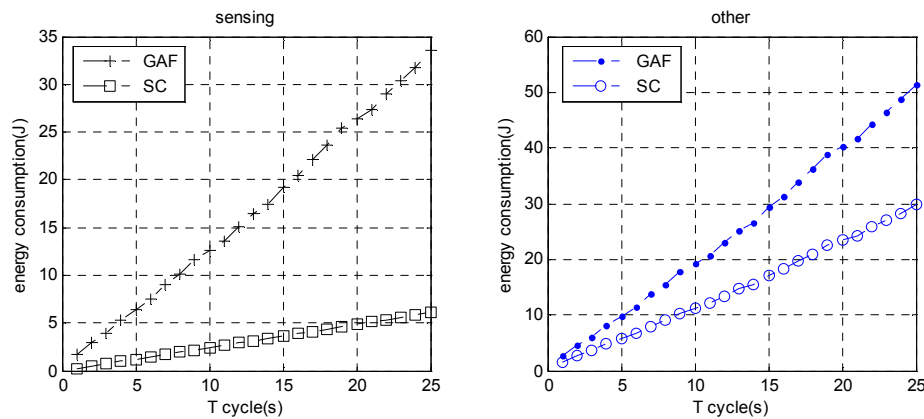 sensing
energy consumption(J)
35
30
25
20
15
10
5
0
GAF
SC
0 5 10 15 20 25
T cycle(s)
other
energy consumption(J)
60
50
40
30
20
10
0
GAF
SC
0 5 10 15 20 25
T cycle(s)